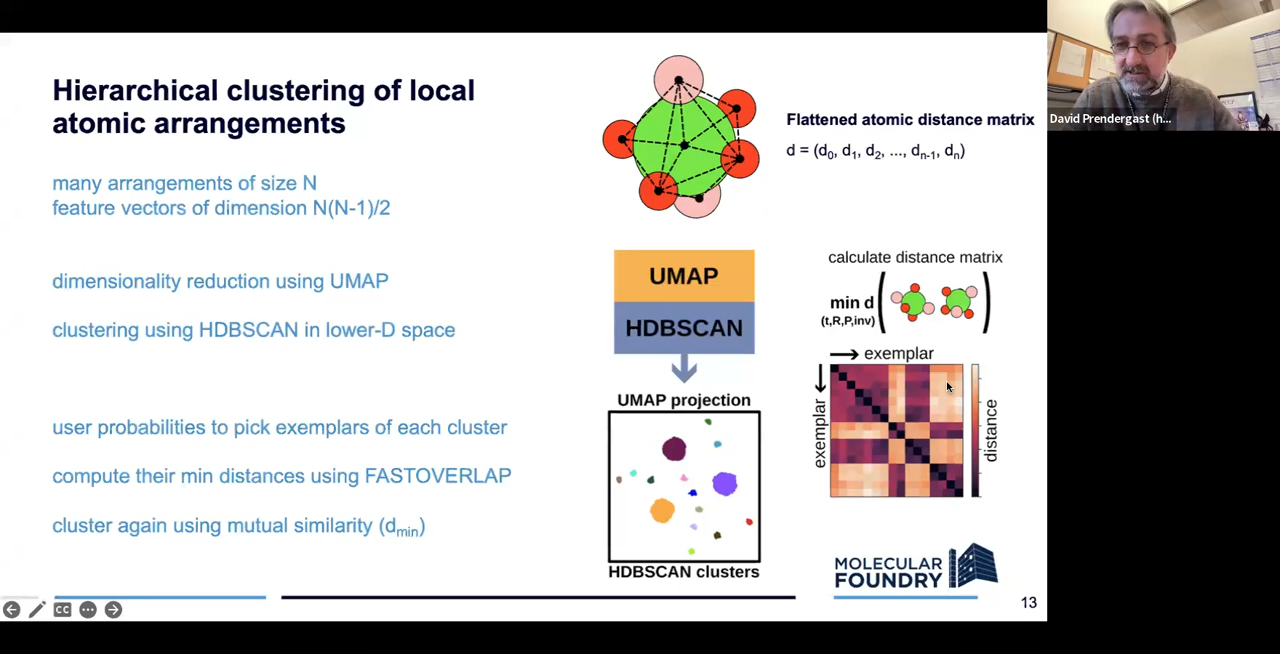 Hierarchical clustering of local
atomic arrangements
many arrangements of size N
feature vectors of dimension N(N-1)/2
dimensionality reduction using UMAP
clustering using HDBSCAN in lower-D space
user probabilities to pick exemplars of each cluster
compute their min distances using FASTOVERLAP
cluster again using mutual similarity (dmin)
Flattened atomic distance matrix
d = (d0, d1, d2, ..., dn-1, dn)
UMAP
HDBSCAN
UMAP projection
HDBSCAN clusters
calculate distance matrix
min d
(t,R,P,inv)
exemplar
exemplar
distance
MOLECULAR
FOUNDRY
13
CC
David Prendergast (h...